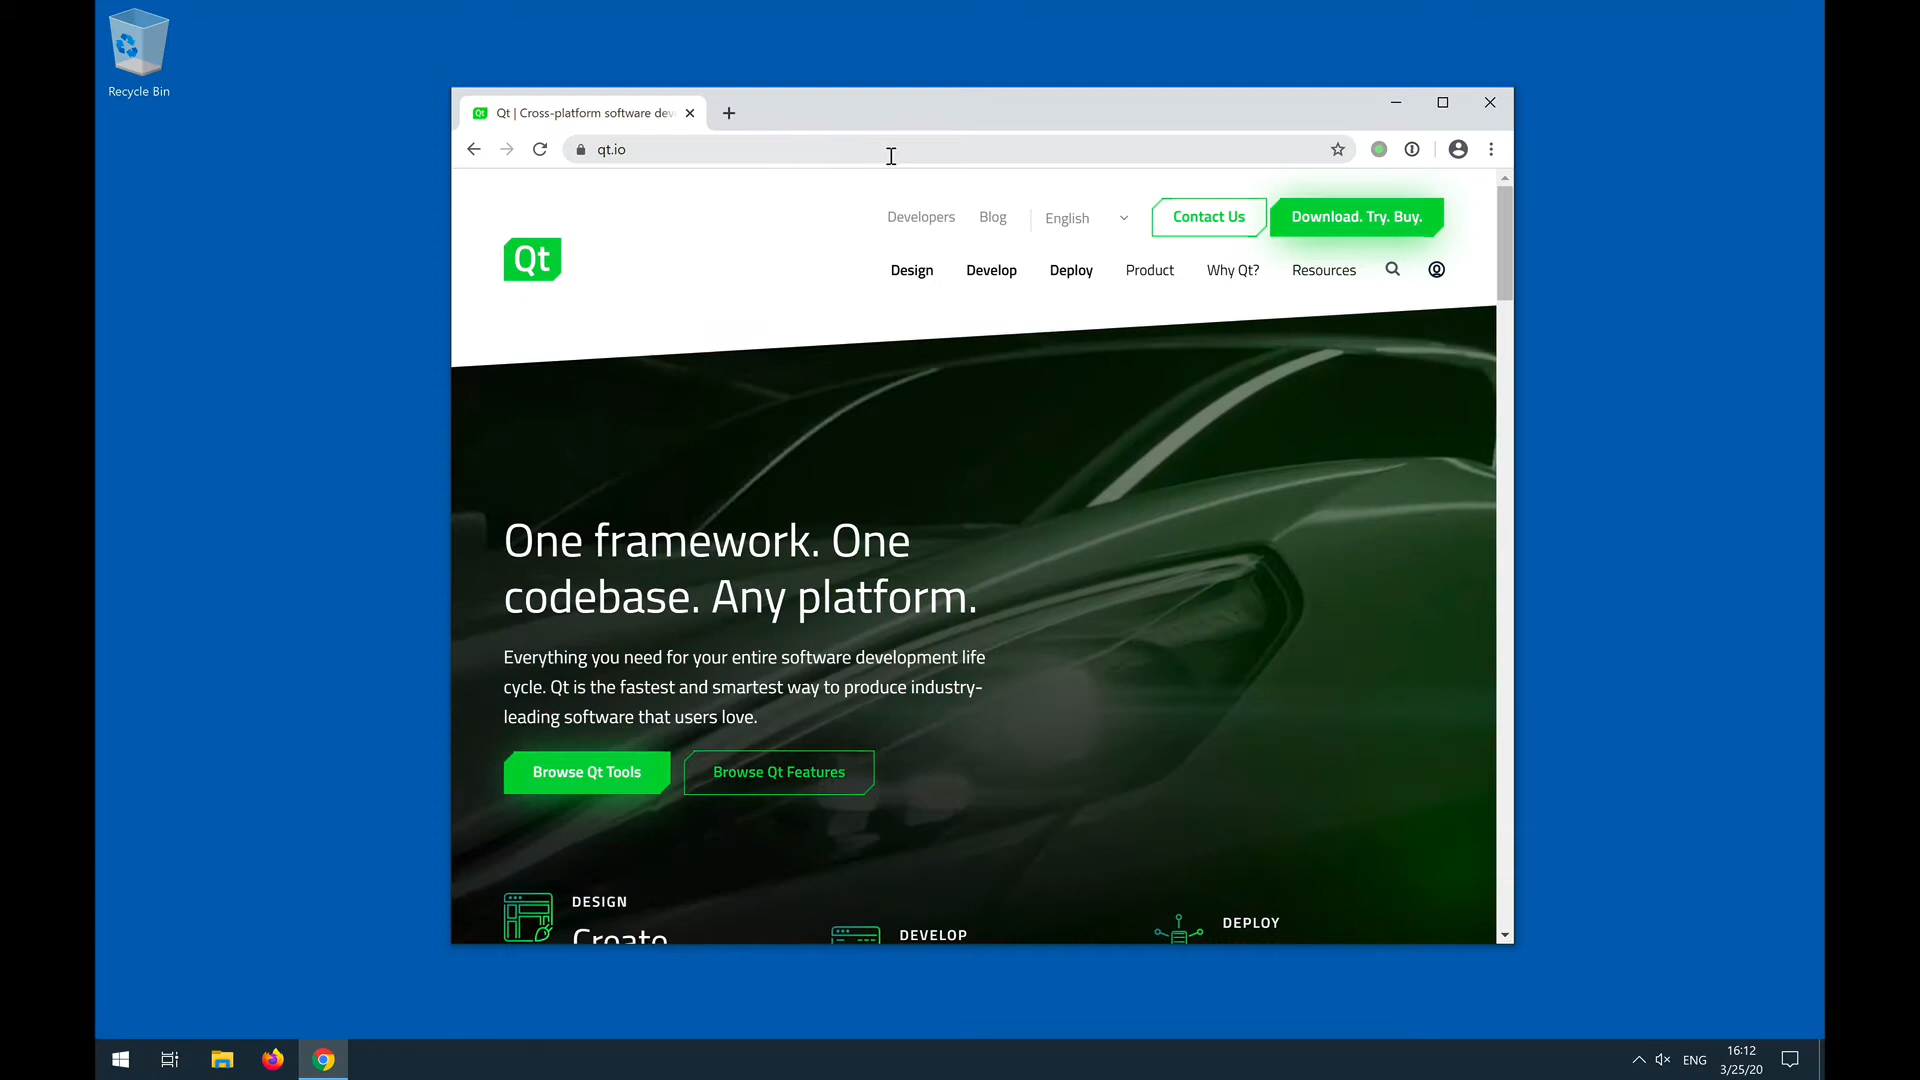 Recycle Bin
Qt | Cross-platform software dev
qt.io
Developers Blog English Contact Us Download. Try. Buy.
Qt
Design Develop Deploy Product Why Qt? Resources
One framework. One
codebase. Any platform.
Everything you need for your entire software development life
cycle. Qt is the fastest and smartest way to produce industry-
leading software that users love.
Browse Qt Tools Browse Qt Features
DESIGN
Create
DEVELOP
DEPLOY
ENG
16:12
3/25/20